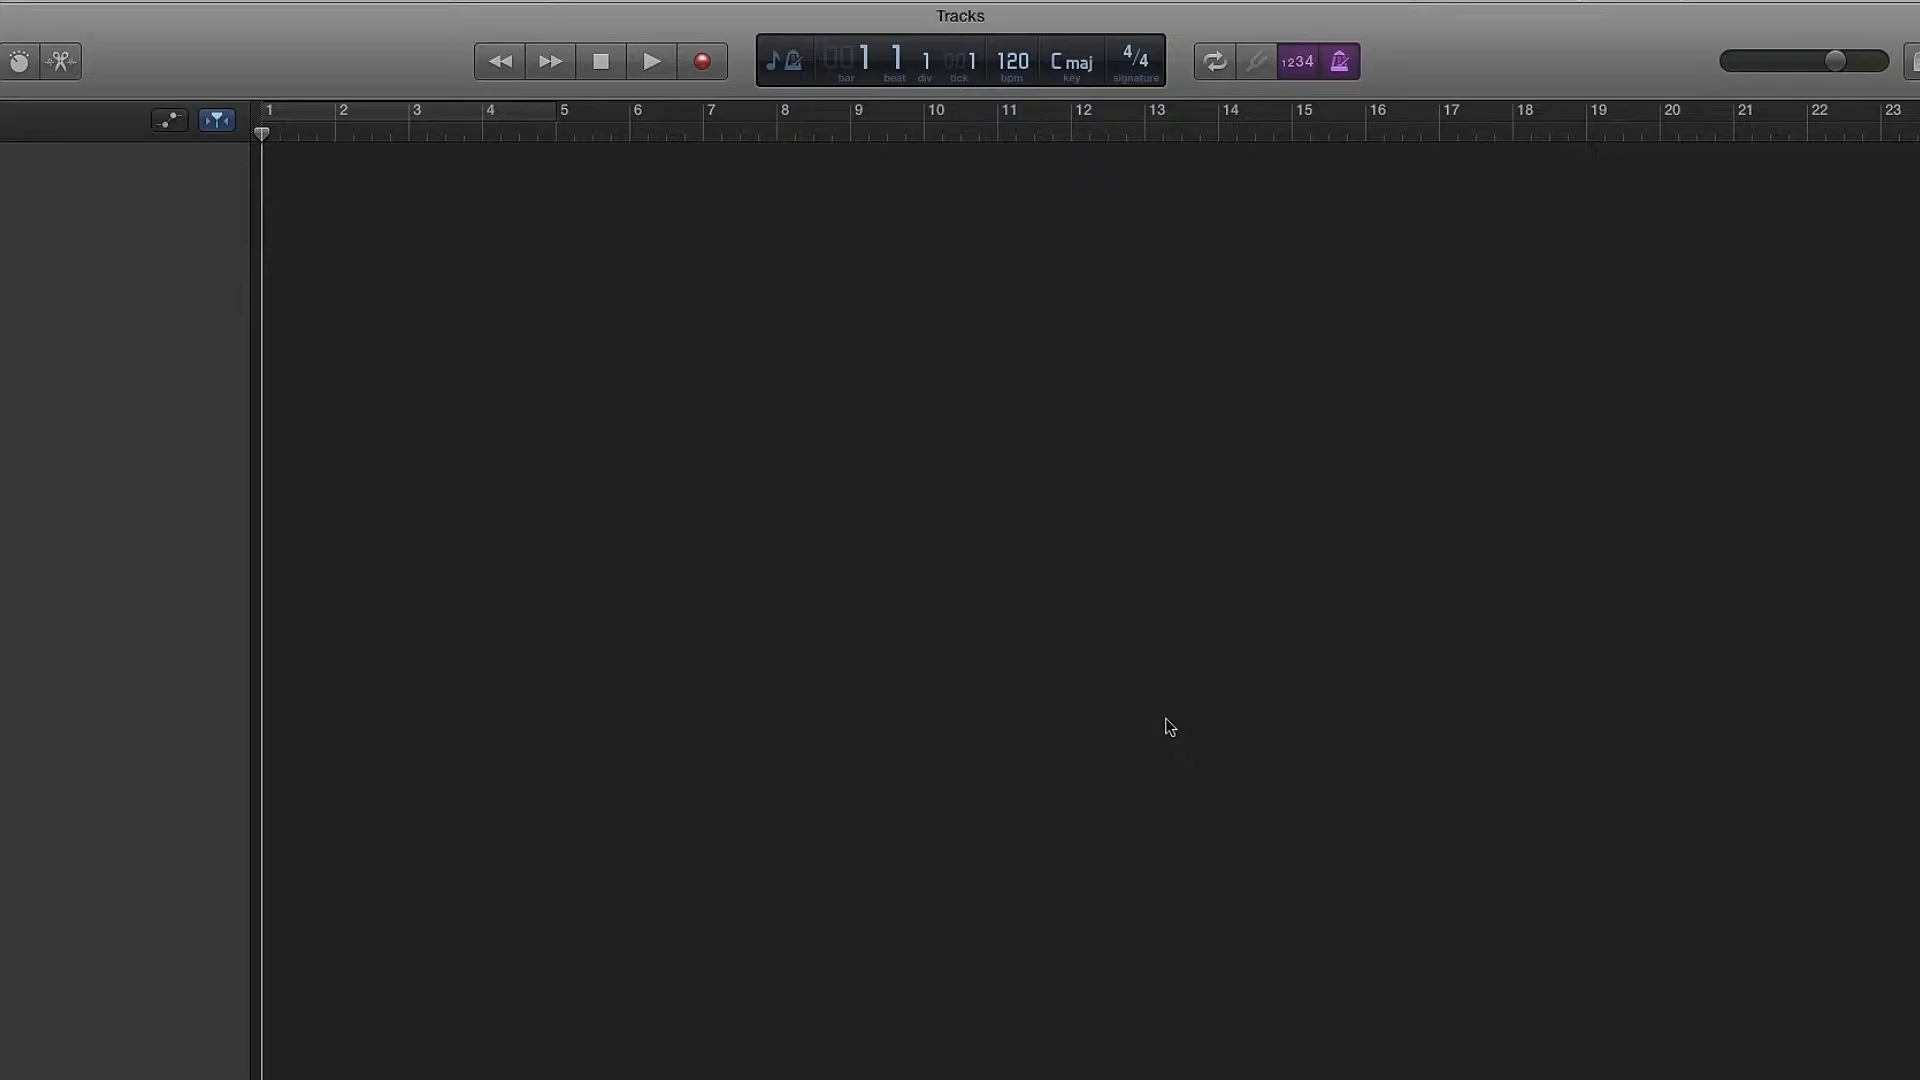 Tracks
001 1 1 001 120 C maj 4/4
bar beat div tick bpm key signature
1234
1 2 3 4 5 6 7 8 9 10 11 12 13 14 15 16 17 18 19 20 21 22 23